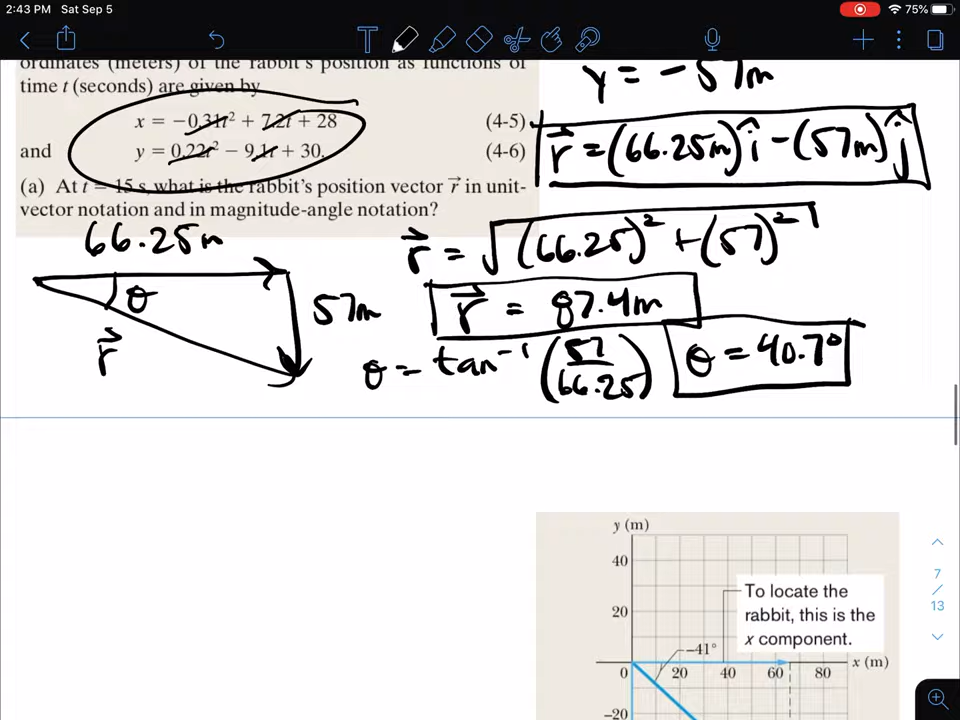 2:43 PM Sat Sep 5
75%
ordinates (meters) of the rabbit's position as functions of
time t (seconds) are given by
x = −0.31t² + 7.2t + 28 (4-5)
and y = 0.22t² − 9.1t + 30. (4-6)
(a) At t = 15 s, what is the rabbit's position vector r⃗ in unit-
vector notation and in magnitude-angle notation?
y = -57m
r⃗ = (66.25m) î - (57m) ĵ
66.25m
θ
57m
r⃗
r⃗ = √(66.25)² + (57)²
r⃗ = 87.4m
θ = tan⁻¹ (57/66.25)
θ = 40.7°
7
/
13
y (m)
40
20
0
−20
To locate the
rabbit, this is the
x component.
−41°
20 40 60 80
x (m)